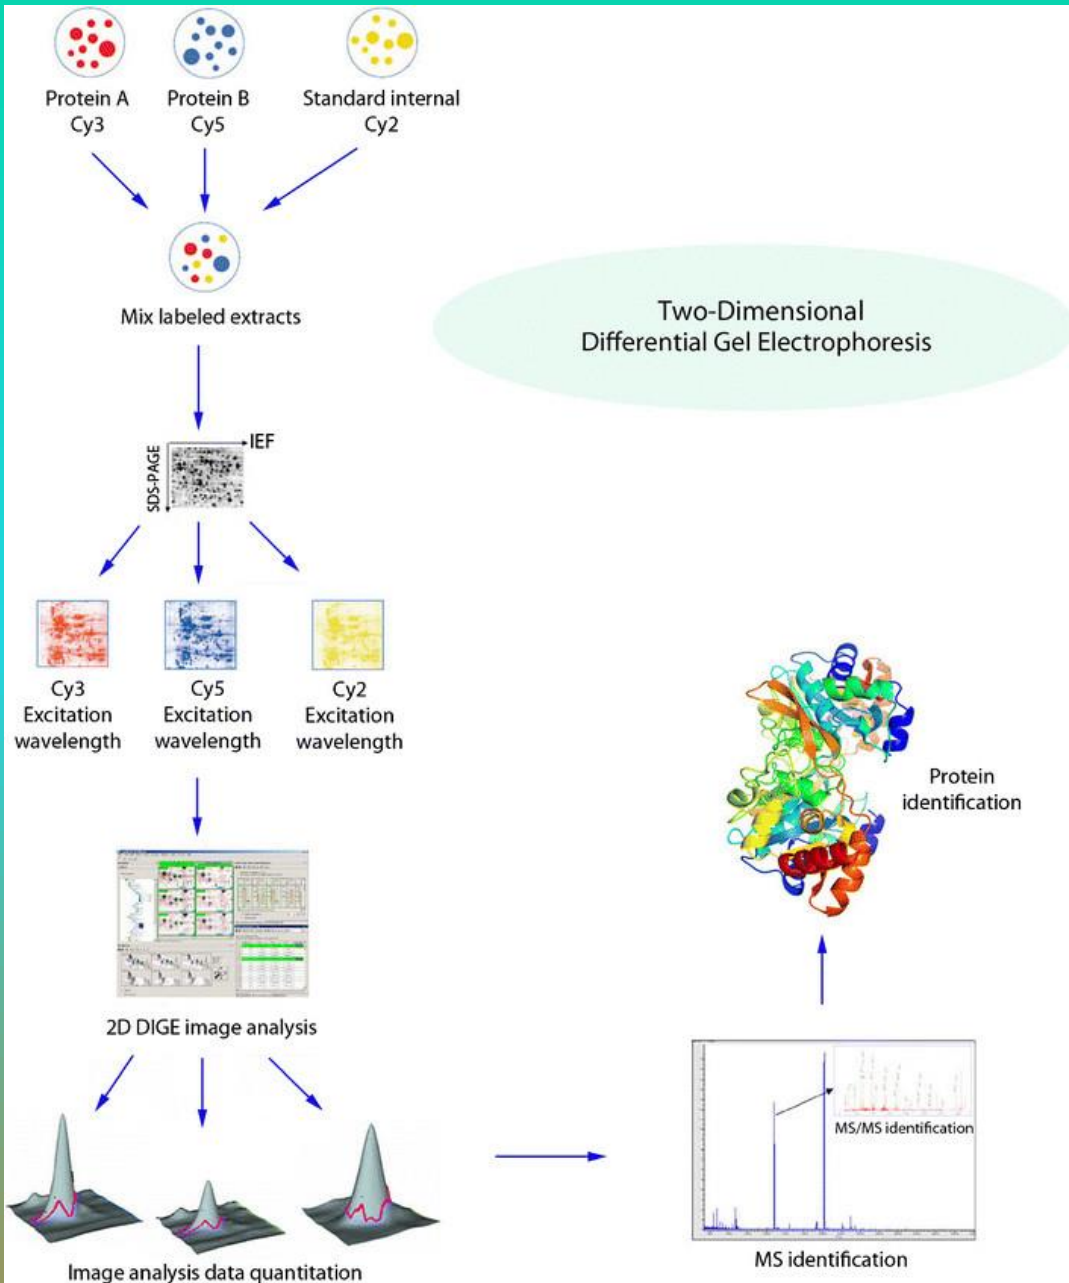 Protein A
Cy3
Protein B
Cy5
Standard internal
Cy2
Mix labeled extracts
Two-Dimensional
Differential Gel Electrophoresis
IEF
SDS-PAGE
Cy3
Excitation
wavelength
Cy5
Excitation
wavelength
Cy2
Excitation
wavelength
2D DIGE image analysis
Image analysis data quantitation
MS/MS identification
MS identification
Protein
identification